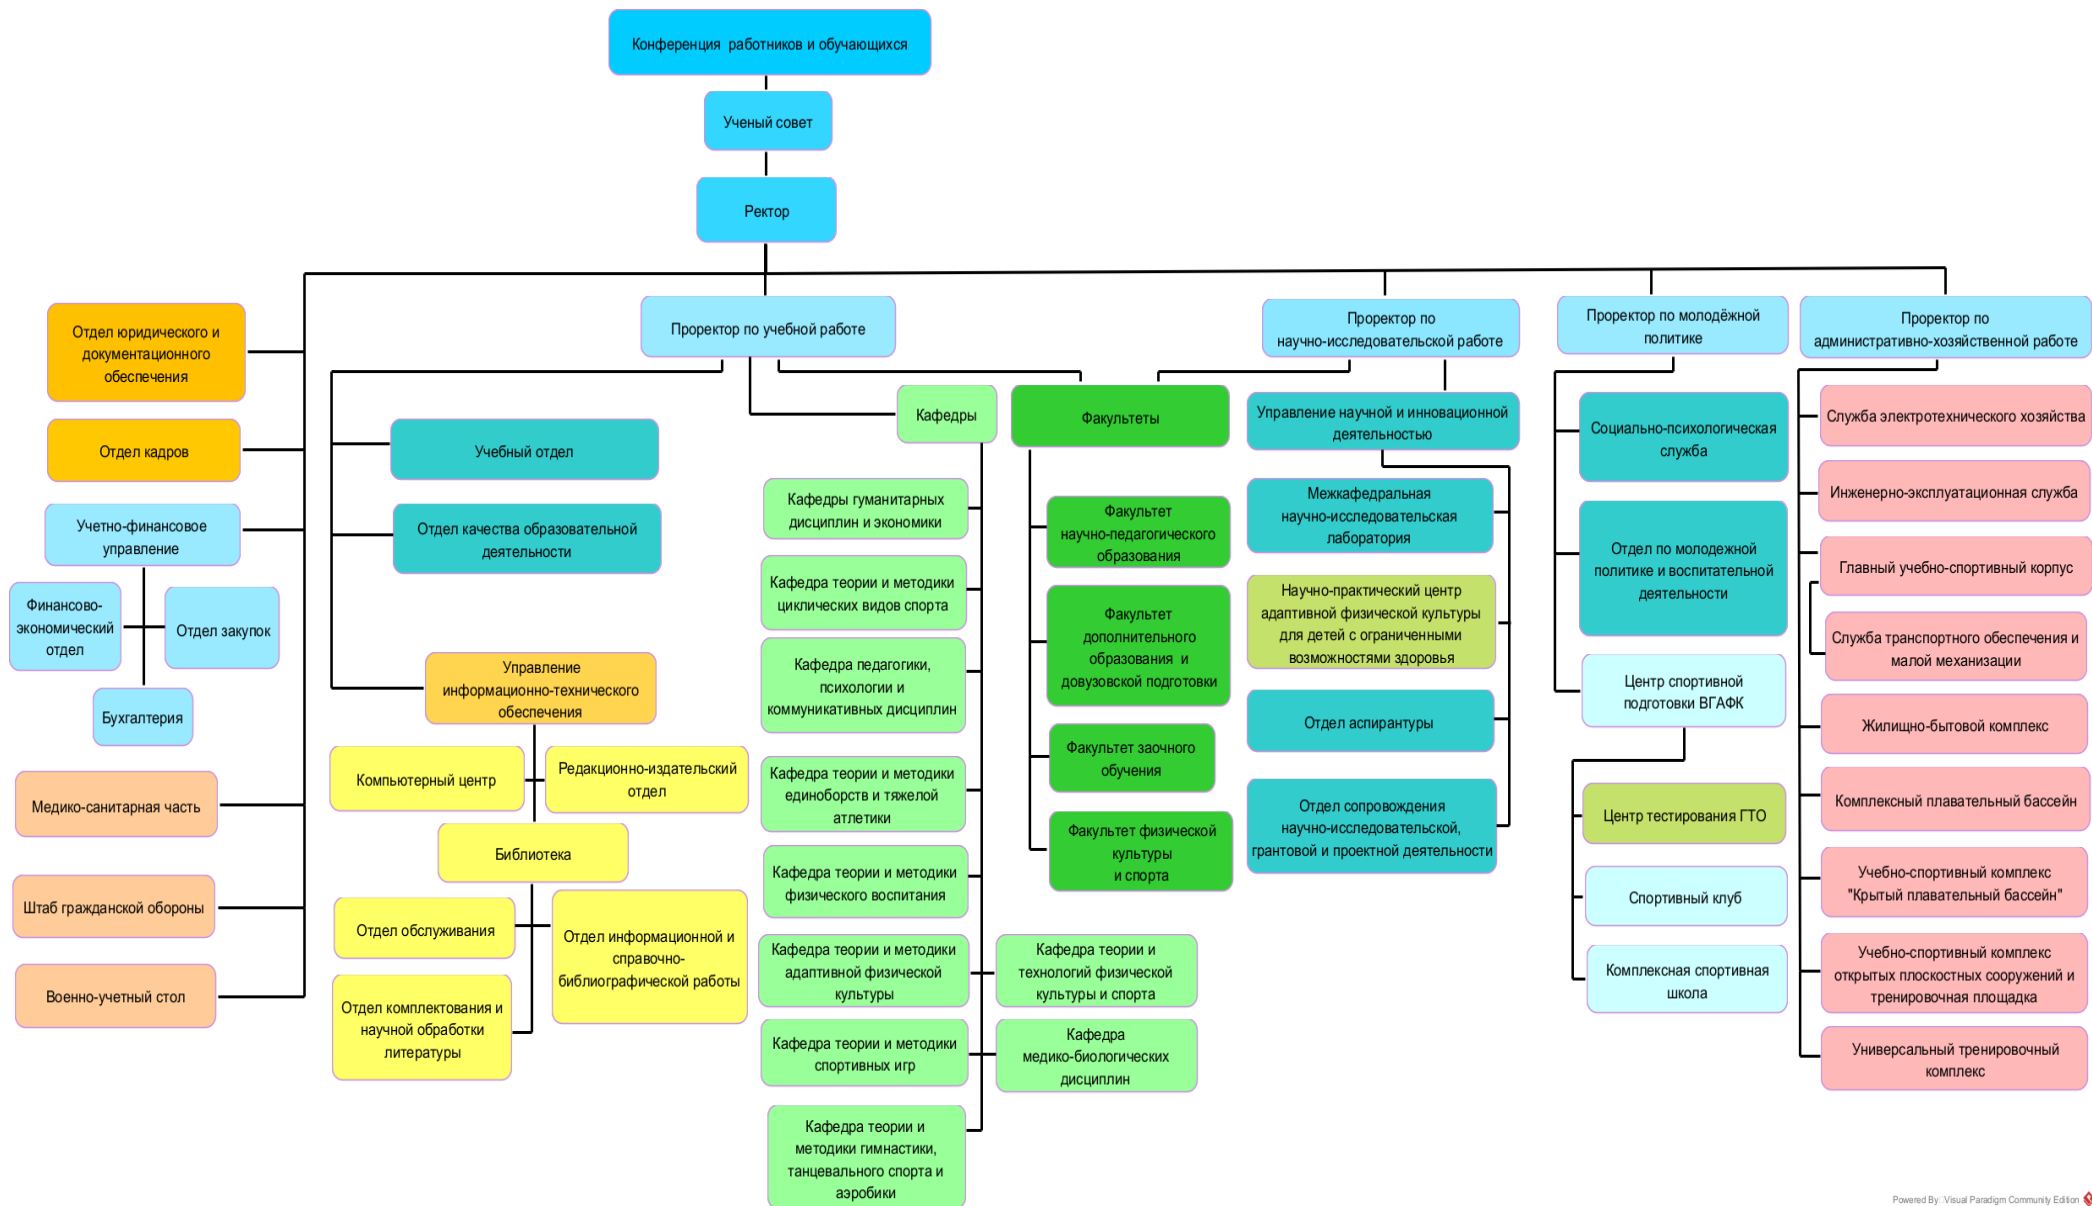 Конференция работников и обучающихся
Ученый совет
Ректор
Отдел юридического и
документационного
обеспечения
Отдел кадров
Учетно-финансовое
управление
Финансово-
экономический
отдел
Отдел закупок
Бухгалтерия
Медико-санитарная часть
Штаб гражданской обороны
Военно-учетный стол
Проректор по учебной работе
Учебный отдел
Отдел качества образовательной
деятельности
Управление
информационно-технического
обеспечения
Компьютерный центр
Редакционно-издательский
отдел
Библиотека
Отдел обслуживания
Отдел информационной и
справочно-
библиографической работы
Отдел комплектования и
научной обработки
литературы
Кафедры
Кафедры гуманитарных
дисциплин и экономики
Кафедра теории и методики
циклических видов спорта
Кафедра педагогики,
психологии и
коммуникативных дисциплин
Кафедра теории и методики
единоборств и тяжелой
атлетики
Кафедра теории и методики
физического воспитания
Кафедра теории и методики
адаптивной физической
культуры
Кафедра теории и
технологий физической
культуры и спорта
Кафедра теории и методики
спортивных игр
Кафедра
медико-биологических
дисциплин
Кафедра теории и
методики гимнастики,
танцевального спорта и
аэробики
Факультеты
Факультет
научно-педагогического
образования
Факультет
дополнительного
образования и
довузовской подготовки
Факультет заочного
обучения
Факультет физической
культуры
и спорта
Проректор по
научно-исследовательской работе
Управление научной и инновационной
деятельностью
Межкафедральная
научно-исследовательская
лаборатория
Научно-практический центр
адаптивной физической культуры
для детей с ограниченными
возможностями здоровья
Отдел аспирантуры
Отдел сопровождения
научно-исследовательской,
грантовой и проектной деятельности
Проректор по молодёжной
политике
Социально-психологическая
служба
Отдел по молодежной
политике и воспитательной
деятельности
Центр спортивной
подготовки ВГАФК
Центр тестирования ГТО
Спортивный клуб
Комплексная спортивная
школа
Проректор по
административно-хозяйственной работе
Служба электротехнического хозяйства
Инженерно-эксплуатационная служба
Главный учебно-спортивный корпус
Служба транспортного обеспечения и
малой механизации
Жилищно-бытовой комплекс
Комплексный плавательный бассейн
Учебно-спортивный комплекс
"Крытый плавательный бассейн"
Учебно-спортивный комплекс
открытых плоскостных сооружений и
тренировочная площадка
Универсальный тренировочный
комплекс
Powered By Visual Paradigm Community Edition